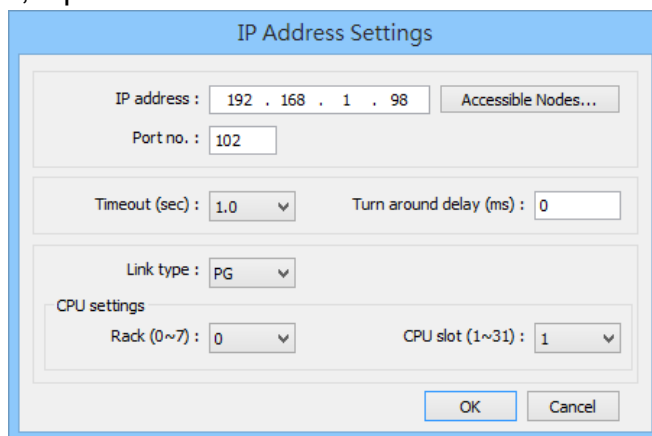 IP Address Settings
IP address : 192 . 168 . 1 . 98 Accessible Nodes...
Port no. : 102
Timeout (sec) : 1.0 Turn around delay (ms) : 0
Link type : PG
CPU settings
Rack (0~7) : 0 CPU slot (1~31) : 1
OK Cancel